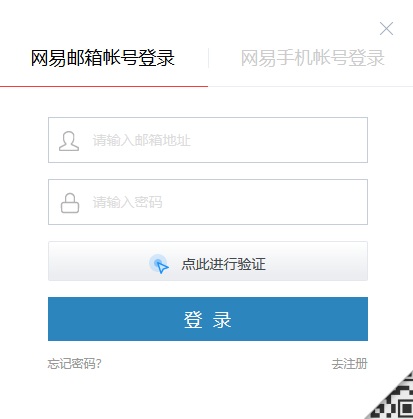 网易邮箱帐号登录
网易手机帐号登录
请输入邮箱地址
请输入密码
点此进行验证
登 录
忘记密码?
去注册